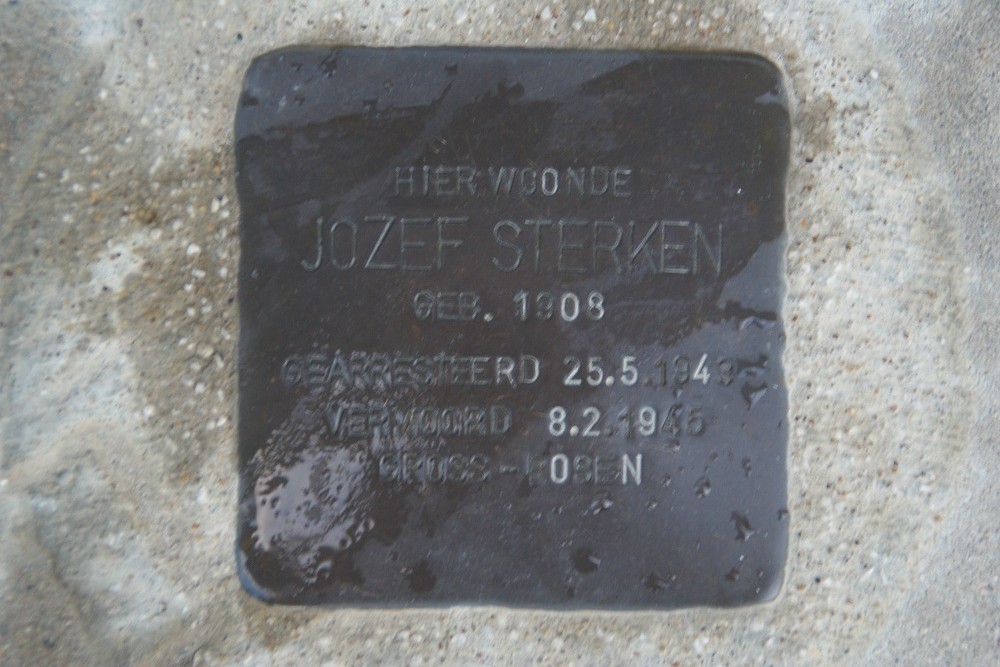 HIER WOONDE
JOZEF STERKEN
GEB. 1908
GEARRESTEERD 25.5.1943
VERMOORD 8.2.1945
GROSS-ROSEN